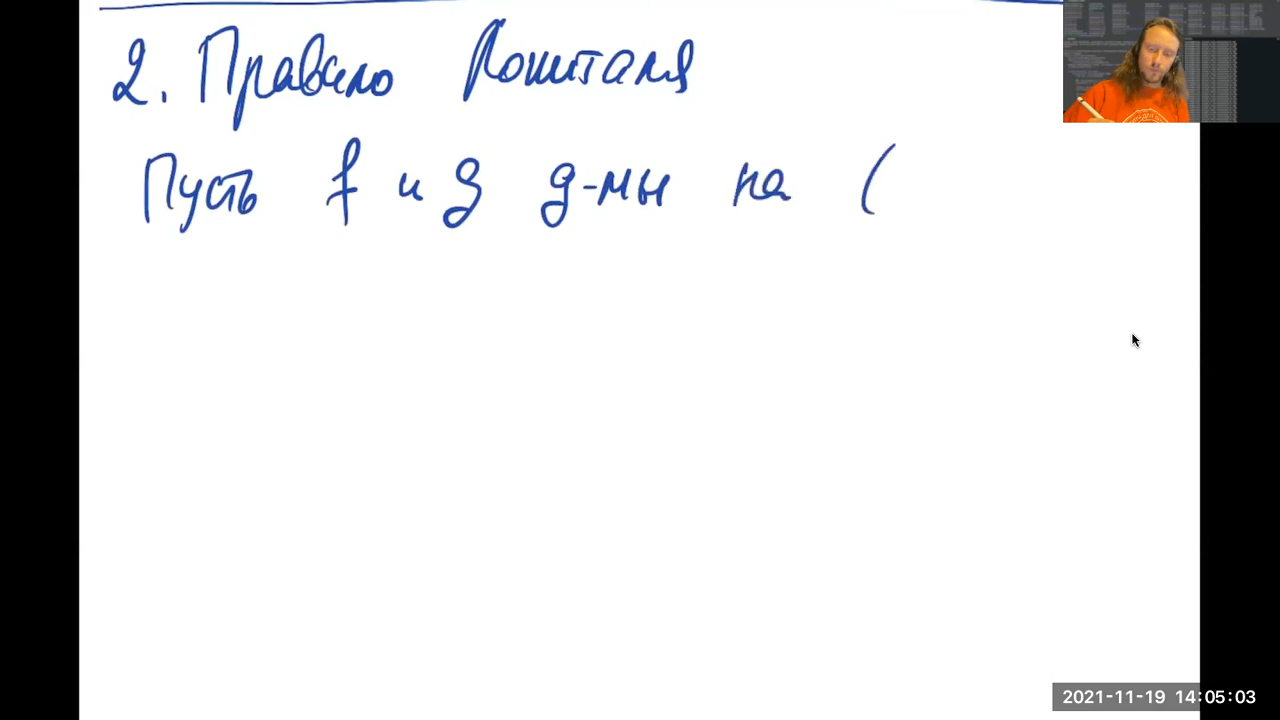 2. Правило Лопиталя
Пусть f и g д-мы на (
2021-11-19 14:05:03